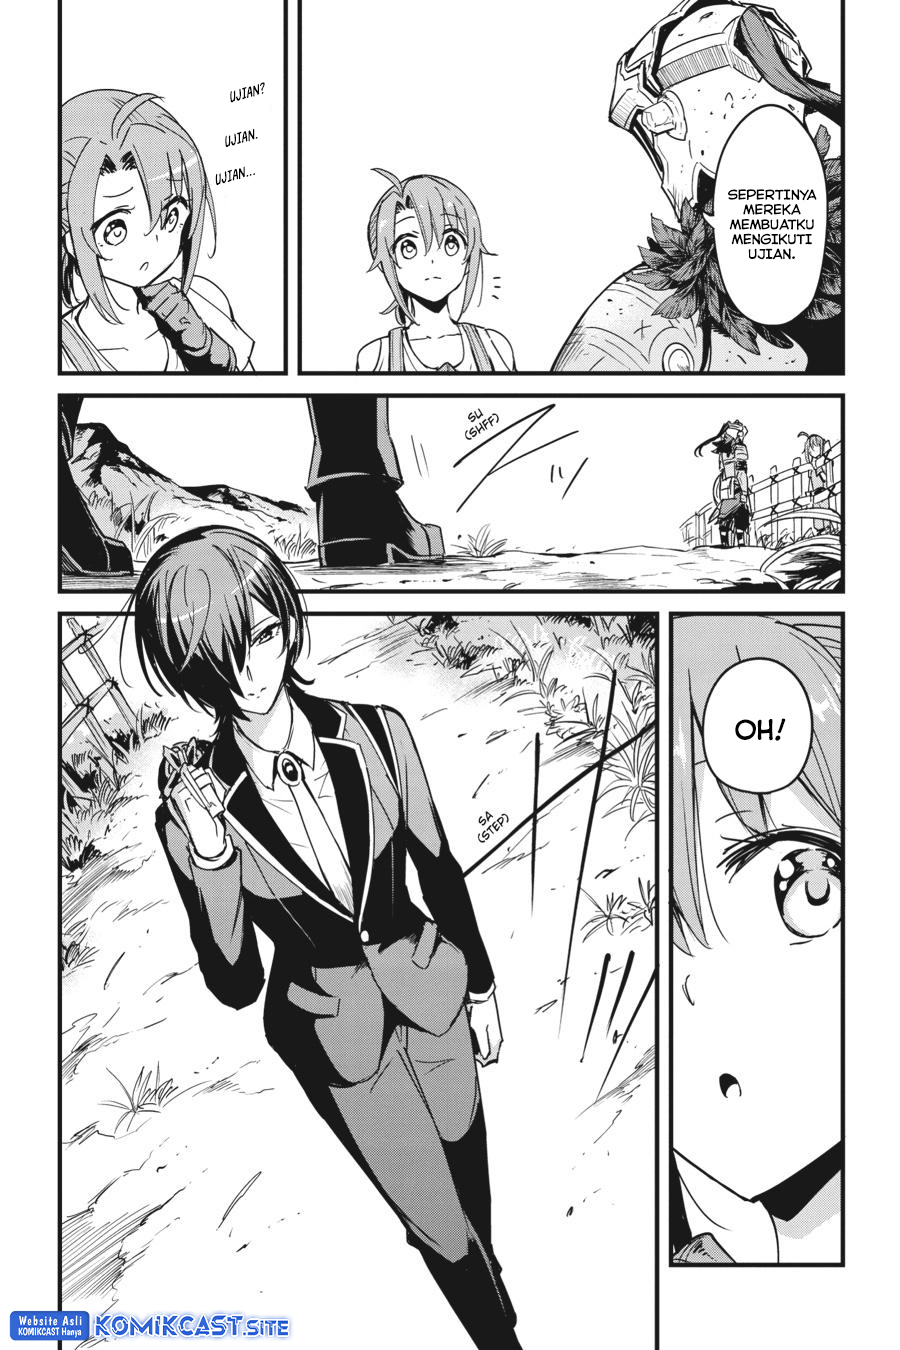 SEPERTINYA
MEREKA
MEMBUATKU
MENGIKUTI
UJIAN.
UJIAN?
UJIAN.
UJIAN...
SU
(SHFF)
OH!
SA
(STEP)
Website Asli
KOMIKCAST Hanya
KOMIKCAST.SITE